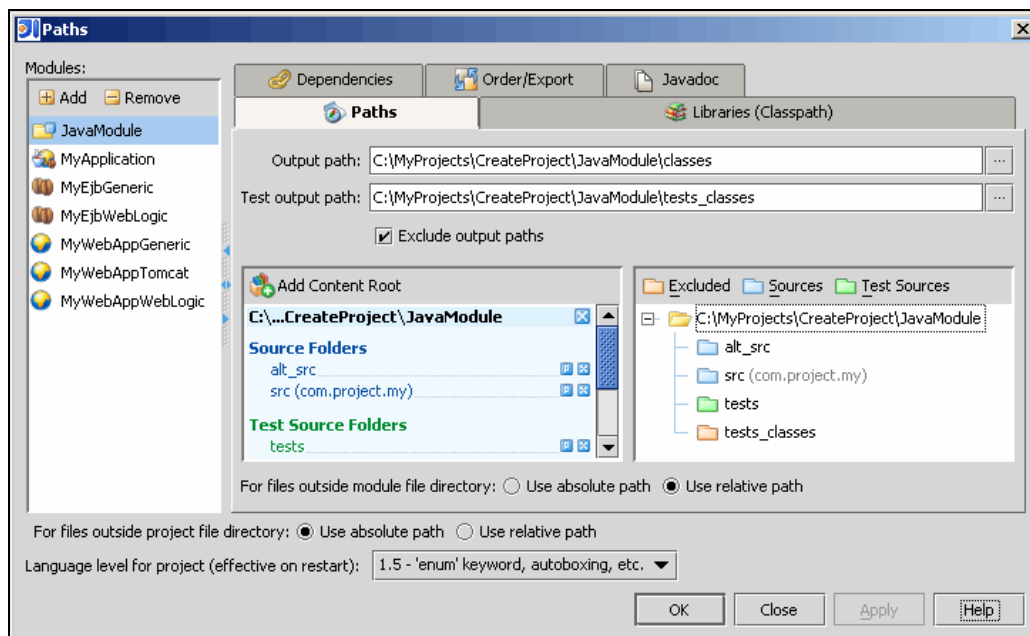 Paths
Modules:
Add Remove
JavaModule
MyApplication
MyEjbGeneric
MyEjbWebLogic
MyWebAppGeneric
MyWebAppTomcat
MyWebAppWebLogic
Dependencies Order/Export Javadoc
Paths Libraries (Classpath)
Output path: C:\MyProjects\CreateProject\JavaModule\classes ...
Test output path: C:\MyProjects\CreateProject\JavaModule\tests_classes ...
Exclude output paths
Add Content Root
C:\...CreateProject\JavaModule
Source Folders
alt_src
src (com.project.my)
Test Source Folders
tests
Excluded Sources Test Sources
C:\MyProjects\CreateProject\JavaModule
alt_src
src (com.project.my)
tests
tests_classes
For files outside module file directory: Use absolute path Use relative path
For files outside project file directory: Use absolute path Use relative path
Language level for project (effective on restart): 1.5 - 'enum' keyword, autoboxing, etc.
OK Close Apply Help